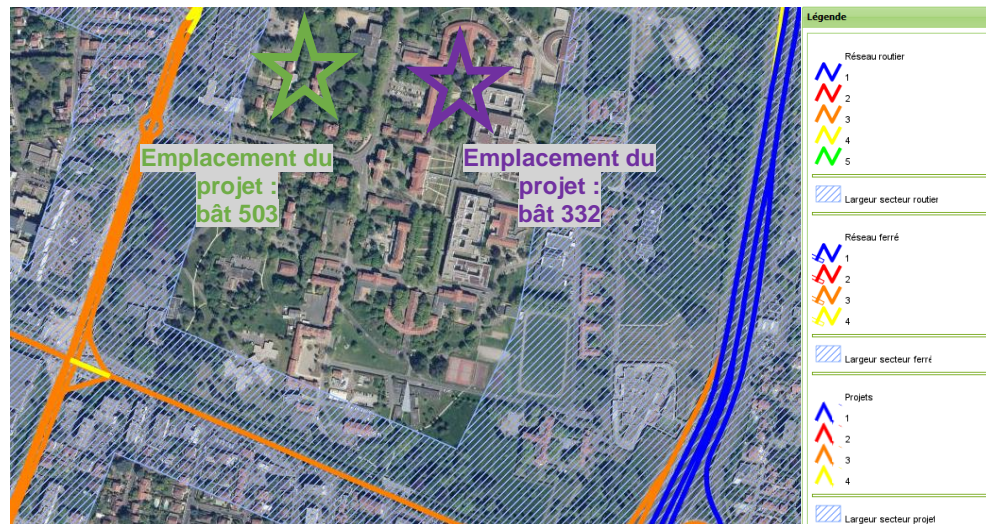 Emplacement du
projet :
bât 503
Emplacement du
projet :
bât 332
Légende
Réseau routier
1
2
3
4
5
Largeur secteur routier
Réseau ferré
1
2
3
4
Largeur secteur ferré
Projets
1
2
3
4
Largeur secteur projet